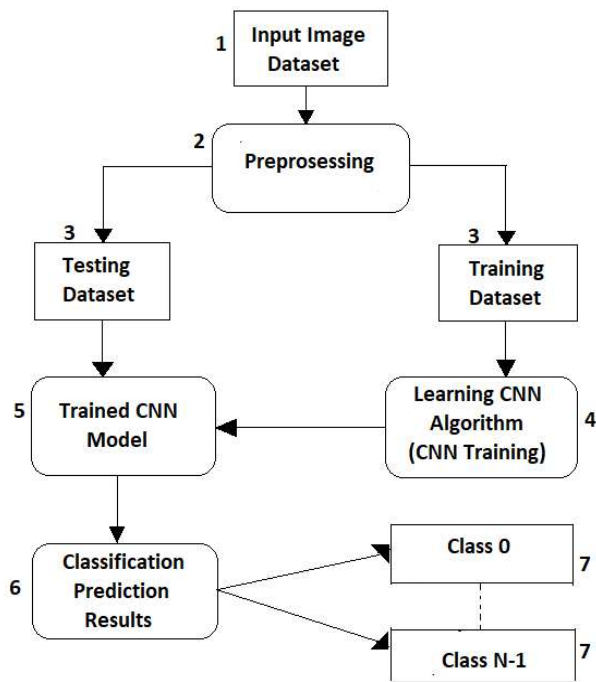 1
Input Image
Dataset
2
Preprosessing
3
Testing
Dataset
3
Training
Dataset
5
Trained CNN
Model
Learning CNN
Algorithm
(CNN Training)
4
6
Classification
Prediction
Results
Class 0
7
Class N-1
7